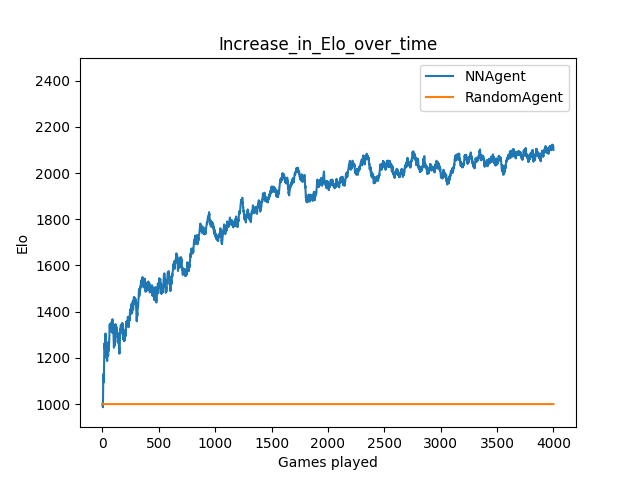 Increase_in_Elo_over_time
NNAgent
RandomAgent
2400
2200
2000
1800
1600
1400
1200
1000
Elo
0 500 1000 1500 2000 2500 3000 3500 4000
Games played